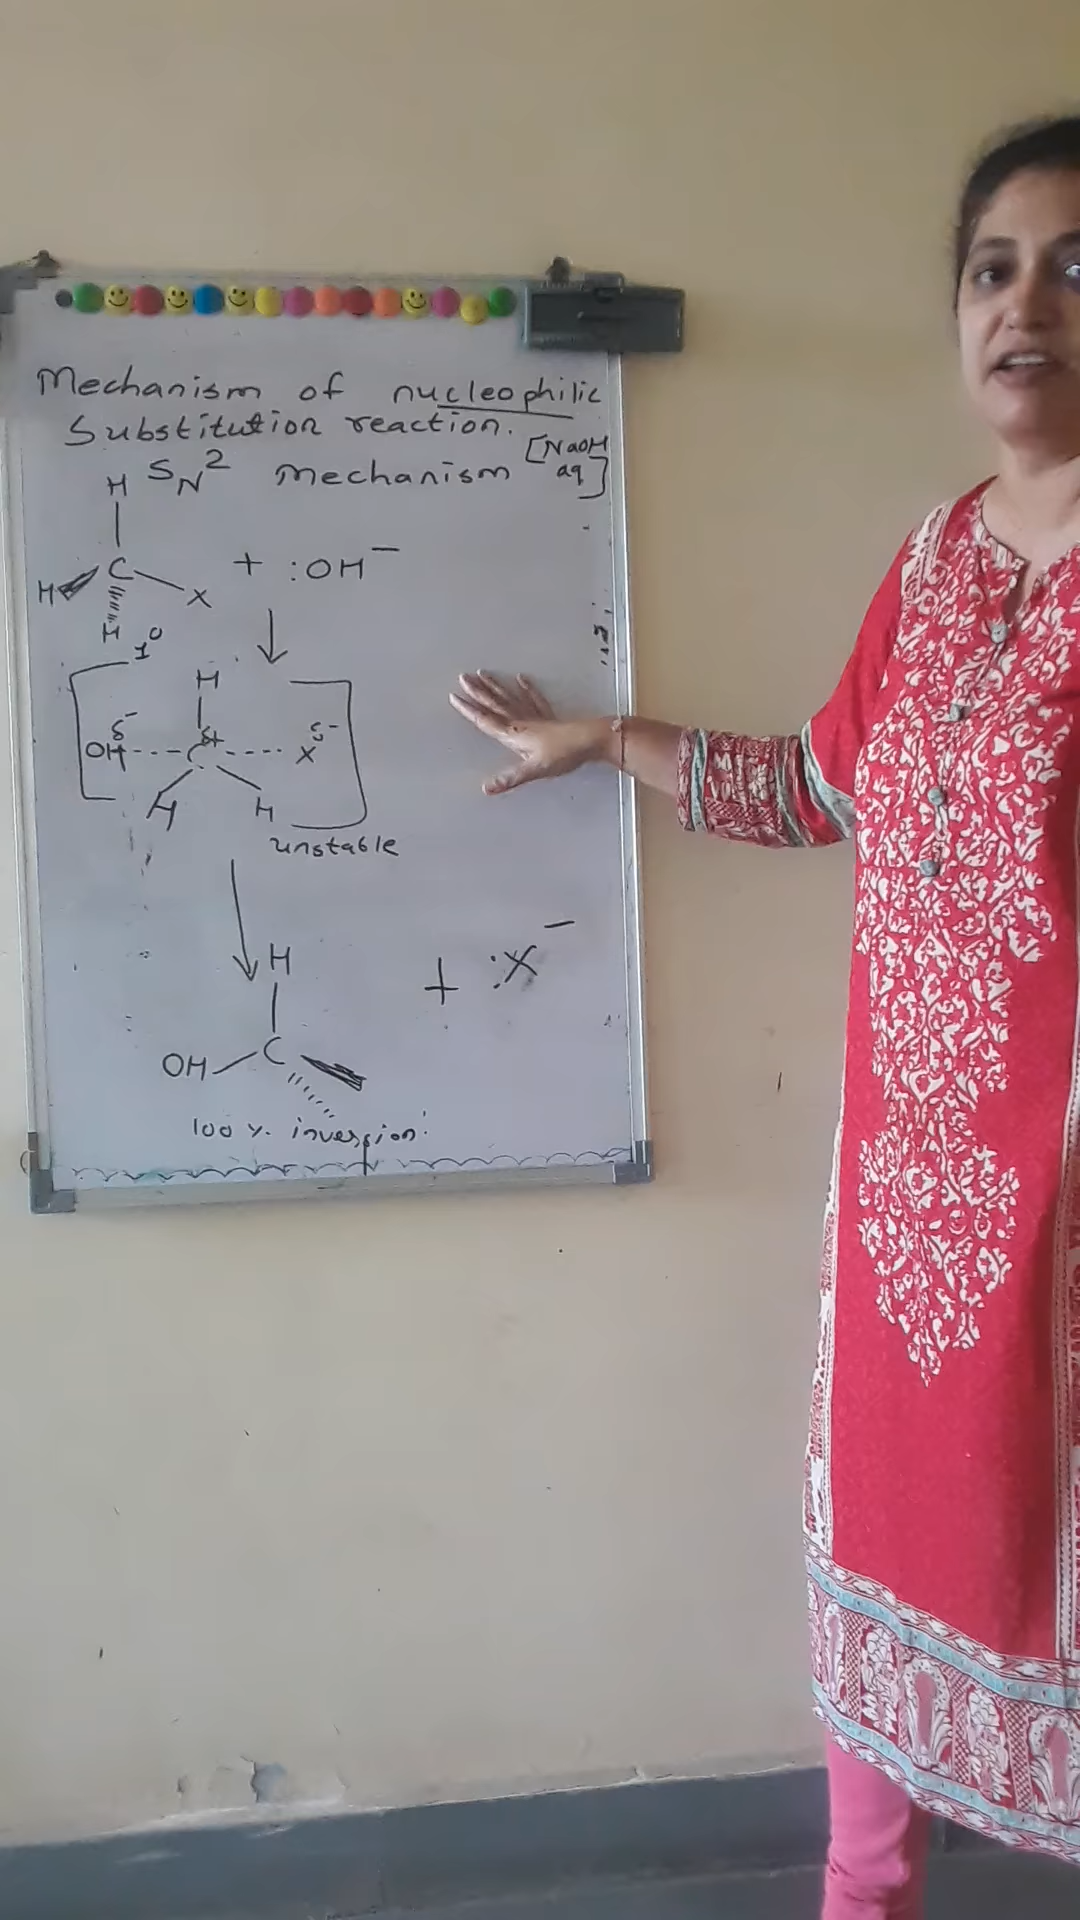 Mechanism of nucleophilic
Substitution reaction.
SN2 Mechanism [NaOH
aq]
H
H C X + :OH⁻
H
1°
H
OH δ⁻ --- C δ+ ---- X δ⁻
H H
unstable
H
+ :X⁻
OH C
100 %. inversion.